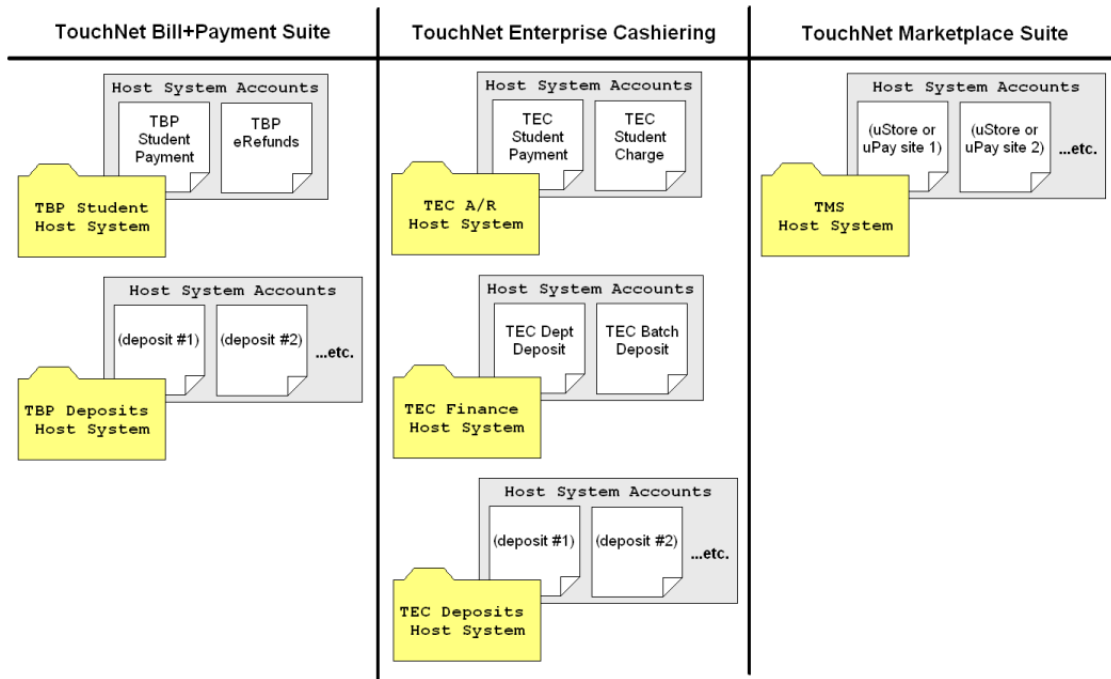 TouchNet Bill+Payment Suite
Host System Accounts
TBP
Student
Payment
TBP
eRefunds
TBP Student
Host System
Host System Accounts
(deposit #1)
(deposit #2)
...etc.
TBP Deposits
Host System
TouchNet Enterprise Cashiering
Host System Accounts
TEC
Student
Payment
TEC
Student
Charge
TEC A/R
Host System
Host System Accounts
TEC Dept
Deposit
TEC Batch
Deposit
TEC Finance
Host System
Host System Accounts
(deposit #1)
(deposit #2)
...etc.
TEC Deposits
Host System
TouchNet Marketplace Suite
Host System Accounts
(uStore or
uPay site 1)
(uStore or
uPay site 2)
...etc.
TMS
Host System